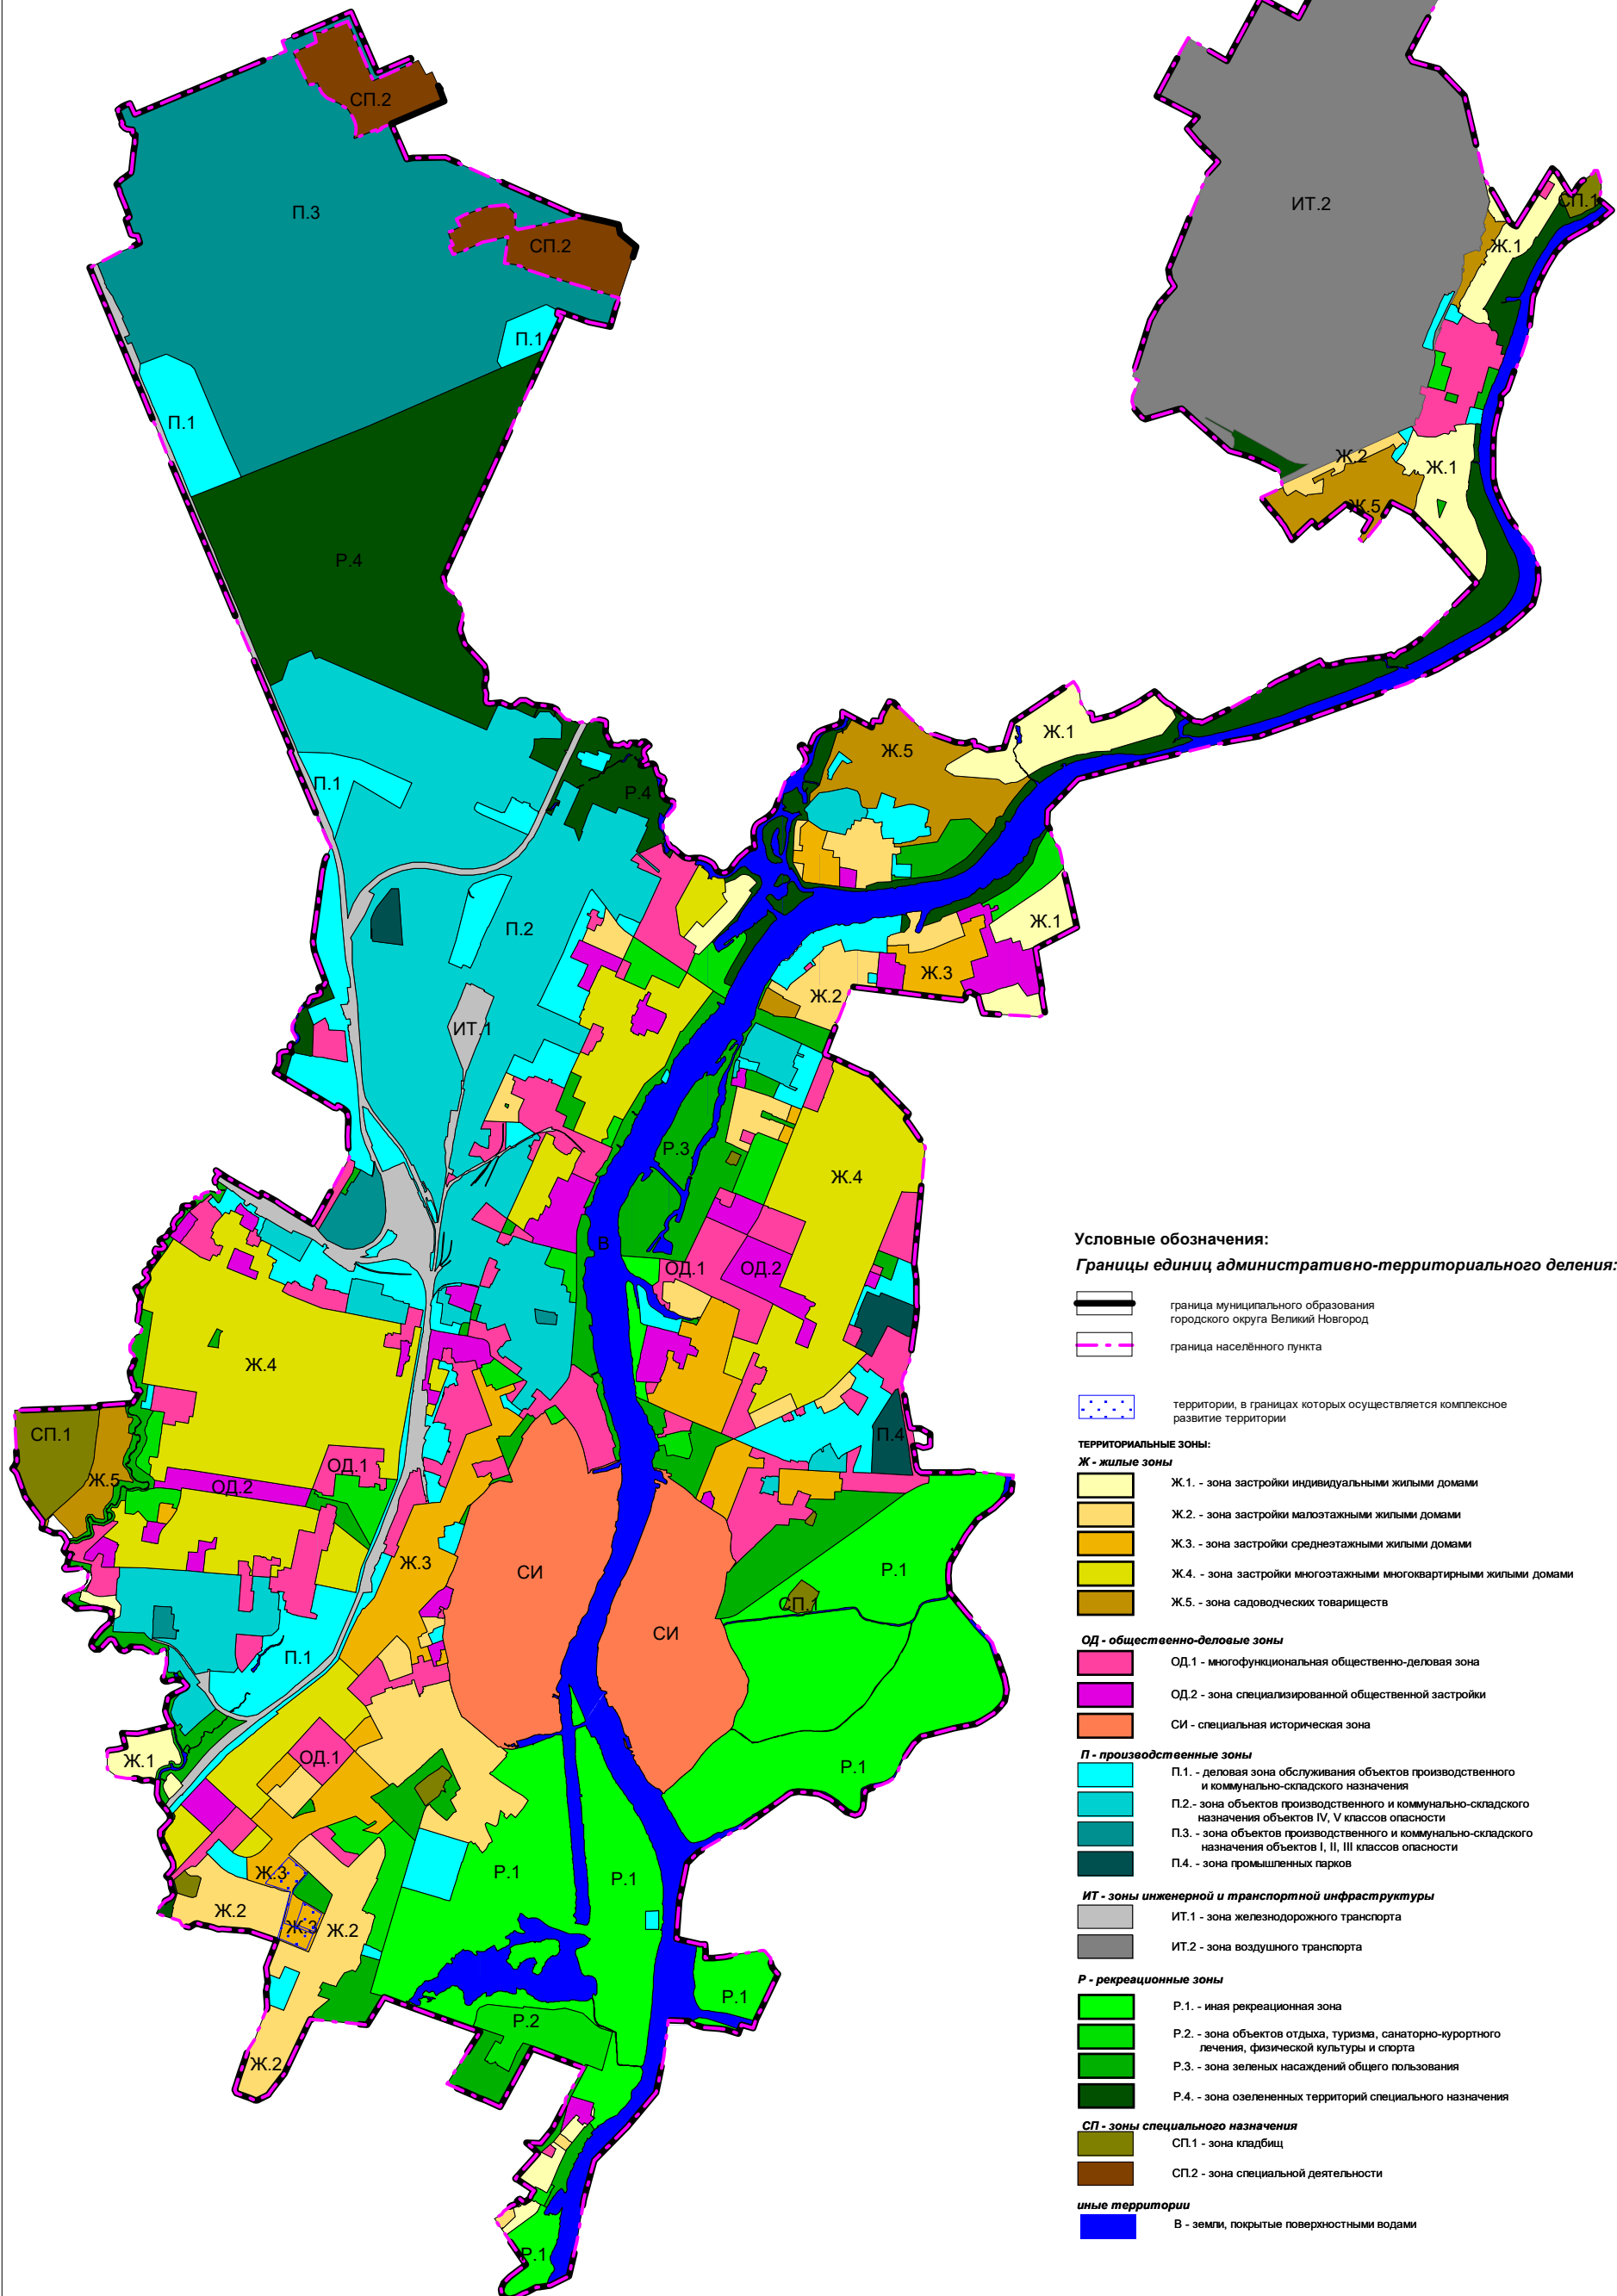 СП.2
П.3
СП.2
ИТ.2
СП.1
Ж.1
П.1
П.1
Ж.2
Ж.1
Ж.5
Р.4
Ж.5
Ж.1
П.1
Р.4
П.2
Ж.1
Ж.3
Ж.2
ИТ.1
Р.3
Ж.4
В
ОД.1
ОД.2
Ж.4
СП.1
П.4
ОД.1
Ж.5
ОД.2
Ж.3
СИ
Р.1
СП.1
СИ
П.1
Ж.1
ОД.1
Р.1
Ж.3
Р.1
Р.1
Ж.2
Ж.3
Ж.2
Р.1
Р.2
Ж.2
Р.1
Условные обозначения:
Границы единиц административно-территориального деления:
граница муниципального образования
городского округа Великий Новгород
граница населённого пункта
территории, в границах которых осуществляется комплексное
развитие территории
ТЕРРИТОРИАЛЬНЫЕ ЗОНЫ:
Ж - жилые зоны
Ж.1. - зона застройки индивидуальными жилыми домами
Ж.2. - зона застройки малоэтажными жилыми домами
Ж.3. - зона застройки среднеэтажными жилыми домами
Ж.4. - зона застройки многоэтажными многоквартирными жилыми домами
Ж.5. - зона садоводческих товариществ
ОД - общественно-деловые зоны
ОД.1 - многофункциональная общественно-деловая зона
ОД.2 - зона специализированной общественной застройки
СИ - специальная историческая зона
П - производственные зоны
П.1. - деловая зона обслуживания объектов производственного
и коммунально-складского назначения
П.2.- зона объектов производственного и коммунально-складского
назначения объектов IV, V классов опасности
П.3. - зона объектов производственного и коммунально-складского
назначения объектов I, II, III классов опасности
П.4. - зона промышленных парков
ИТ - зоны инженерной и транспортной инфраструктуры
ИТ.1 - зона железнодорожного транспорта
ИТ.2 - зона воздушного транспорта
Р - рекреационные зоны
Р.1. - иная рекреационная зона
Р.2. - зона объектов отдыха, туризма, санаторно-курортного
лечения, физической культуры и спорта
Р.3. - зона зеленых насаждений общего пользования
Р.4. - зона озелененных территорий специального назначения
СП - зоны специального назначения
СП.1 - зона кладбищ
СП.2 - зона специальной деятельности
иные территории
В - земли, покрытые поверхностными водами